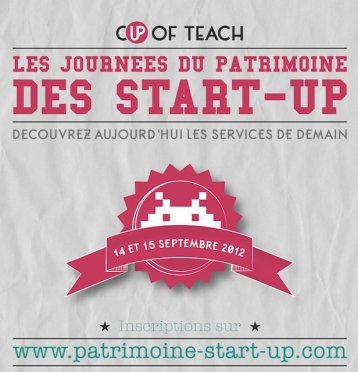 CUP OF TEACH
LES JOURNEES DU PATRIMOINE
DES START-UP
DECOUVREZ AUJOURD'HUI LES SERVICES DE DEMAIN
14 ET 15 SEPTEMBRE 2012
★ Inscriptions sur ★
www.patrimoine-start-up.com